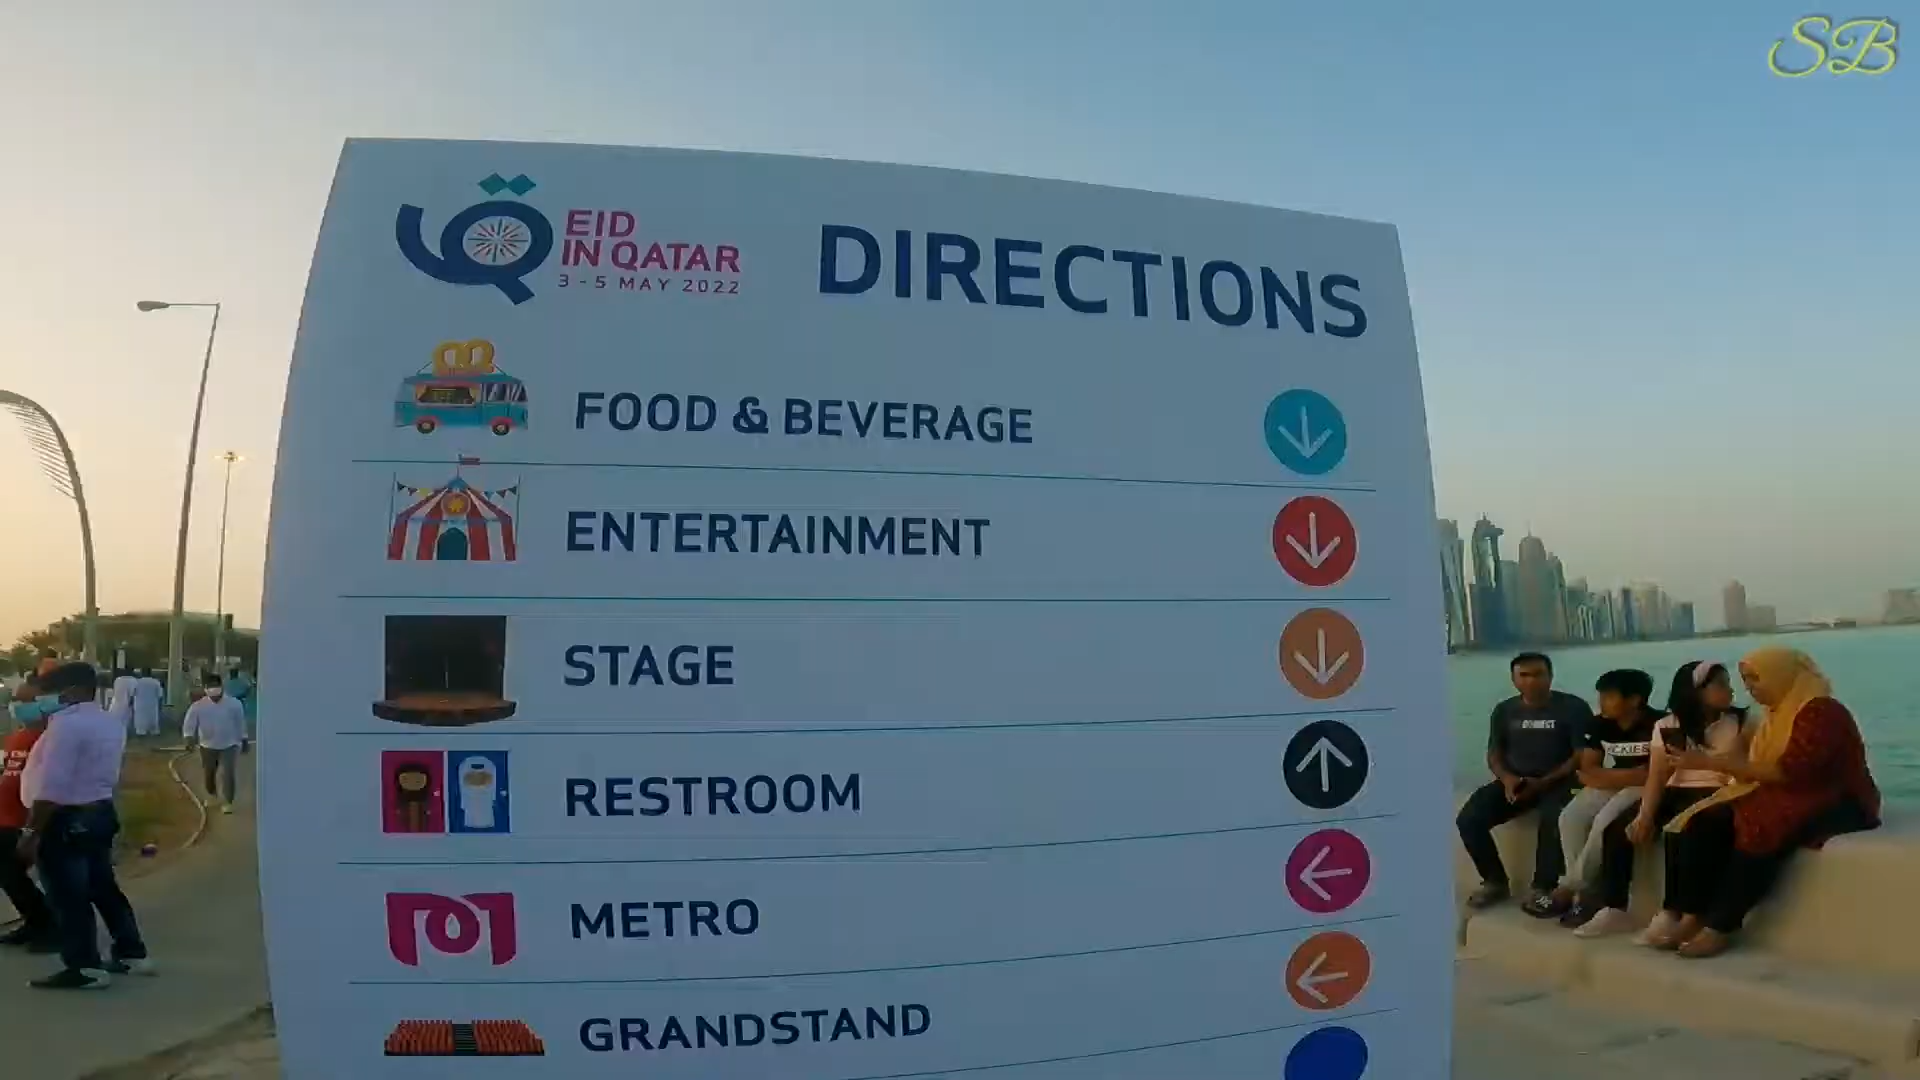 SB
EID
IN QATAR
3 - 5 MAY 2022
DIRECTIONS
FOOD & BEVERAGE
ENTERTAINMENT
STAGE
RESTROOM
METRO
GRANDSTAND